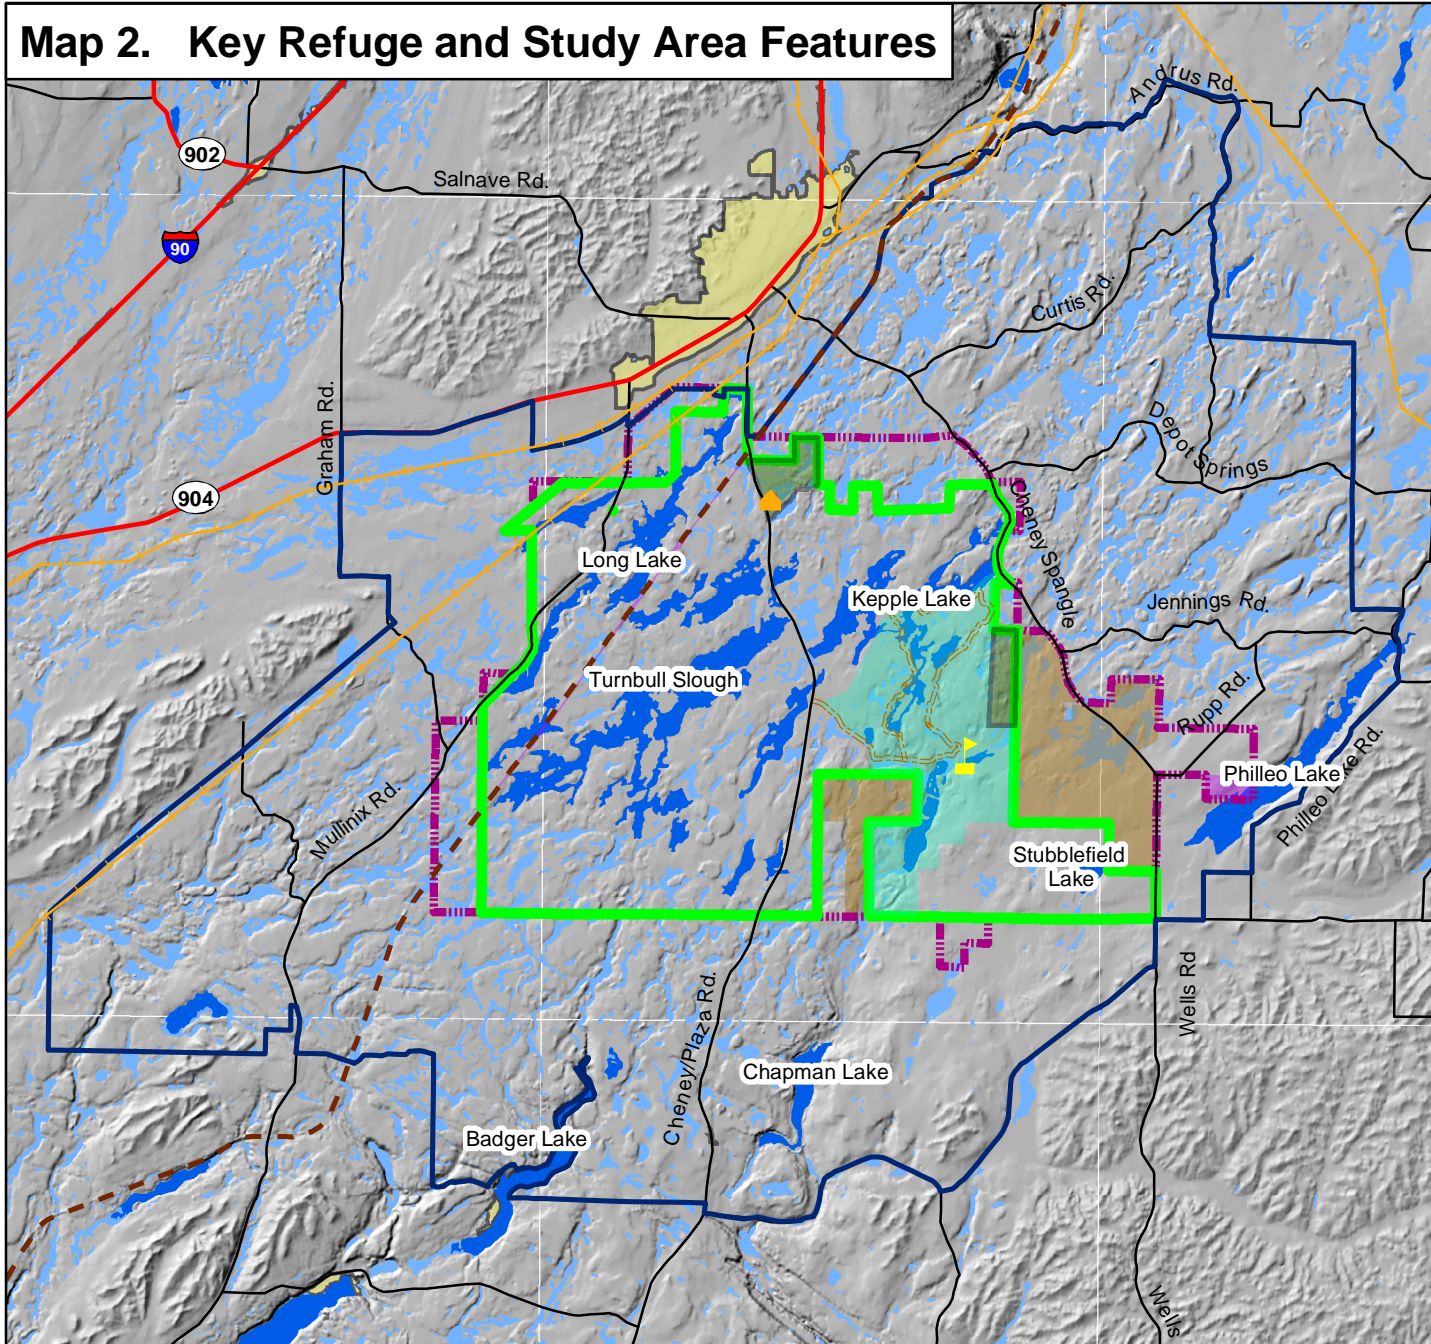 Map 2. Key Refuge and Study Area Features
Andrus Rd.
902
Salnave Rd.
90
Curtis Rd.
Graham Rd.
Depot Springs
904
Cheney Spangle
Long Lake
Kepple Lake
Jennings Rd.
Turnbull Slough
Rupp Rd.
Philleo Lake
Philleo Lake Rd.
Mullinix Rd.
Stubblefield
Lake
Wells Rd
Cheney/Plaza Rd.
Chapman Lake
Badger Lake
Wells